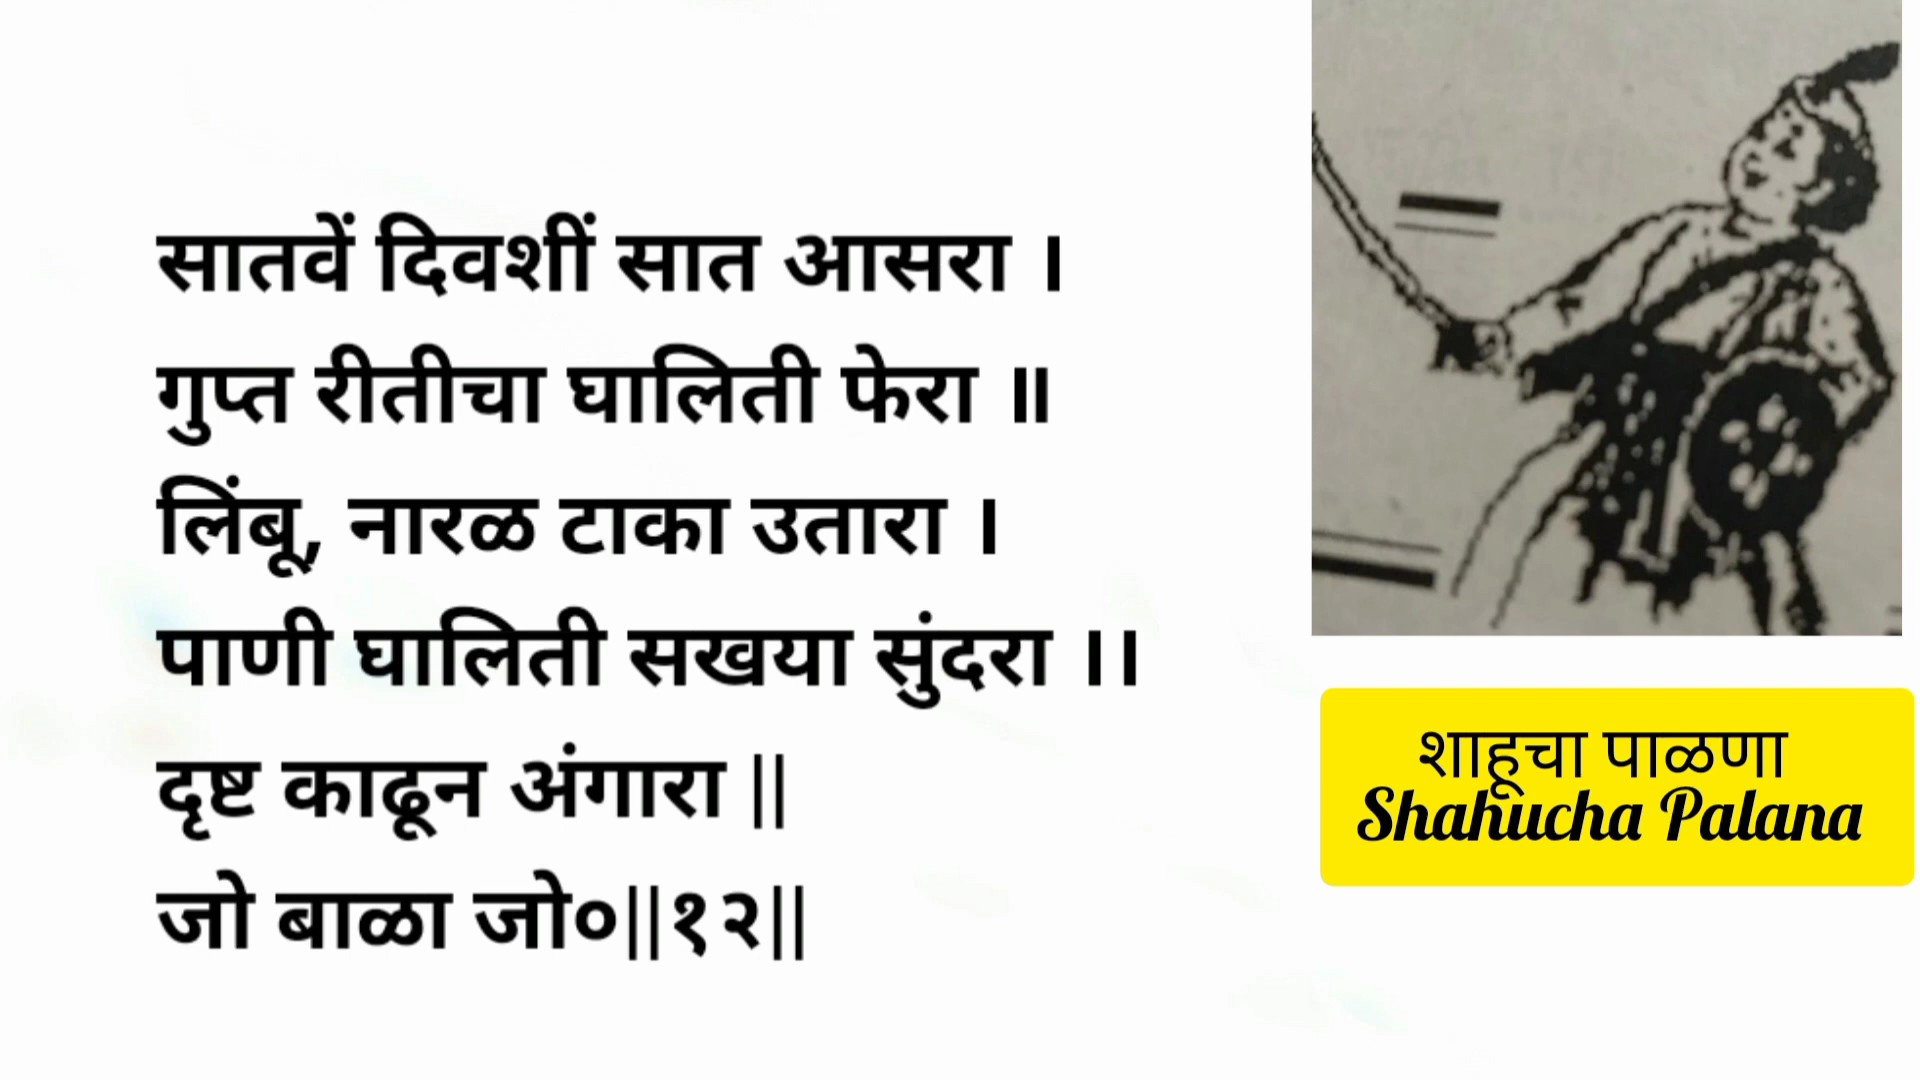 सातवें दिवशीं सात आसरा ।
गुप्त रीतीचा घालिती फेरा ॥
लिंबू, नारळ टाका उतारा ।
पाणी घालिती सखया सुंदरा ।।
दृष्ट काढून अंगारा ||
जो बाळा जो०||१२||
शाहूचा पाळणा
Shahucha Palana